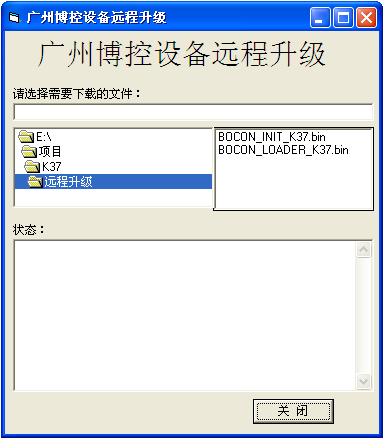 广州博控设备远程升级
广州博控设备远程升级
请选择需要下载的文件：
E:\
项目
K37
远程升级
BOCON_INIT_K37.bin
BOCON_LOADER_K37.bin
状态：
关 闭